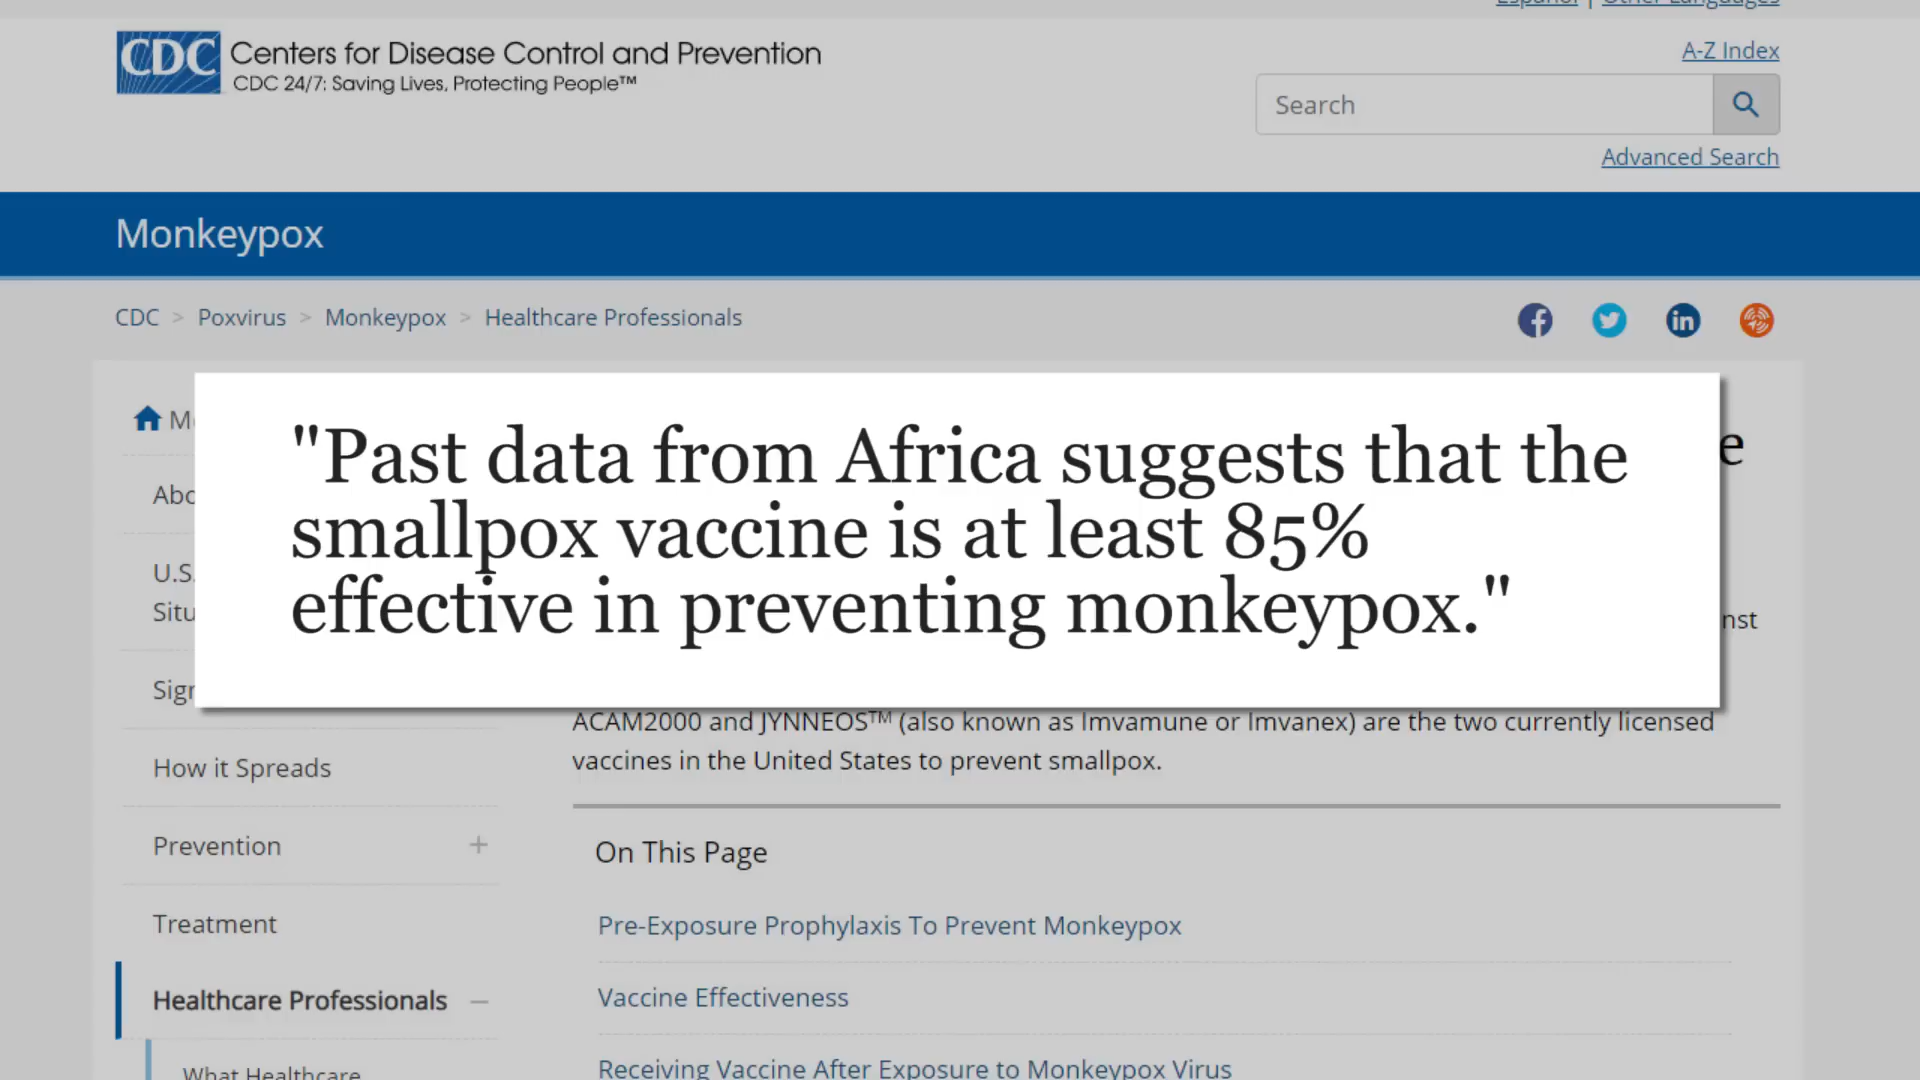 Español | Other Languages
CDC Centers for Disease Control and Prevention
CDC 24/7: Saving Lives, Protecting People™
A-Z Index
Search
Advanced Search
Monkeypox
CDC > Poxvirus > Monkeypox > Healthcare Professionals
"Past data from Africa suggests that the
smallpox vaccine is at least 85%
effective in preventing monkeypox."
ACAM2000 and JYNNEOS™ (also known as Imvamune or Imvanex) are the two currently licensed
vaccines in the United States to prevent smallpox.
U.S.
How it Spreads
Prevention +
Treatment
Healthcare Professionals –
What Healthcare
On This Page
Pre-Exposure Prophylaxis To Prevent Monkeypox
Vaccine Effectiveness
Receiving Vaccine After Exposure to Monkeypox Virus